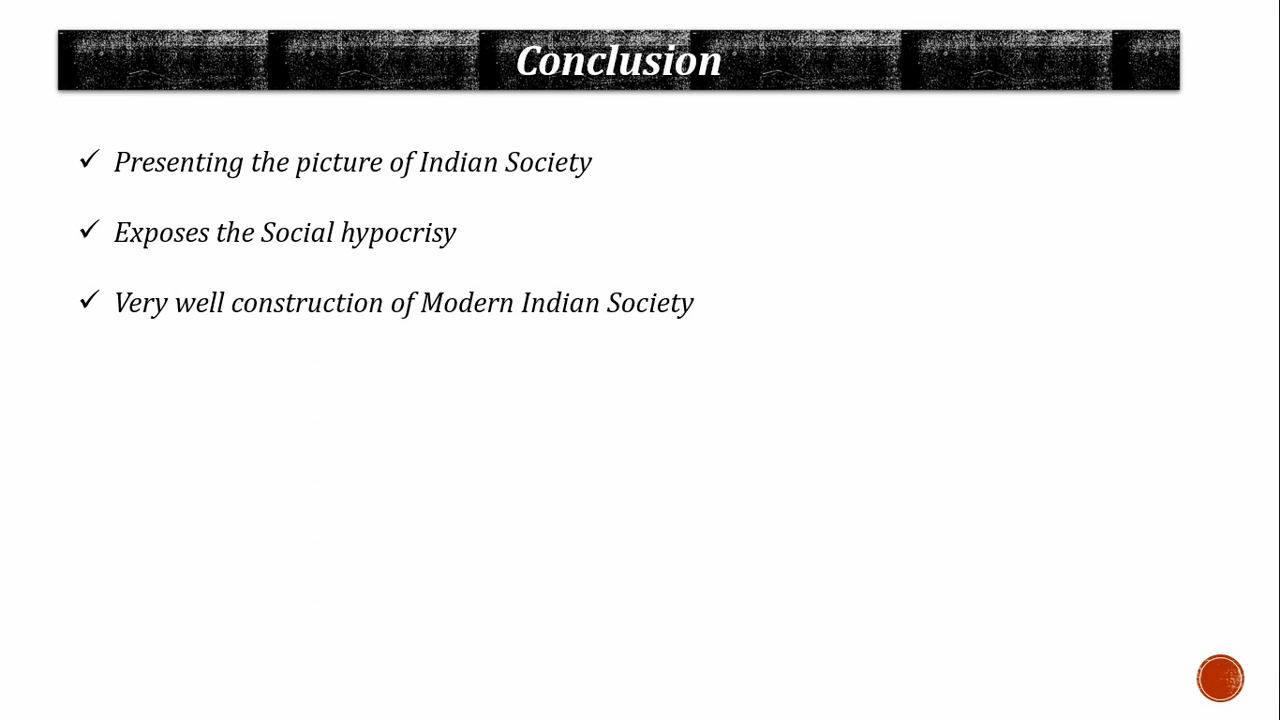 Conclusion
✓ Presenting the picture of Indian Society
✓ Exposes the Social hypocrisy
✓ Very well construction of Modern Indian Society